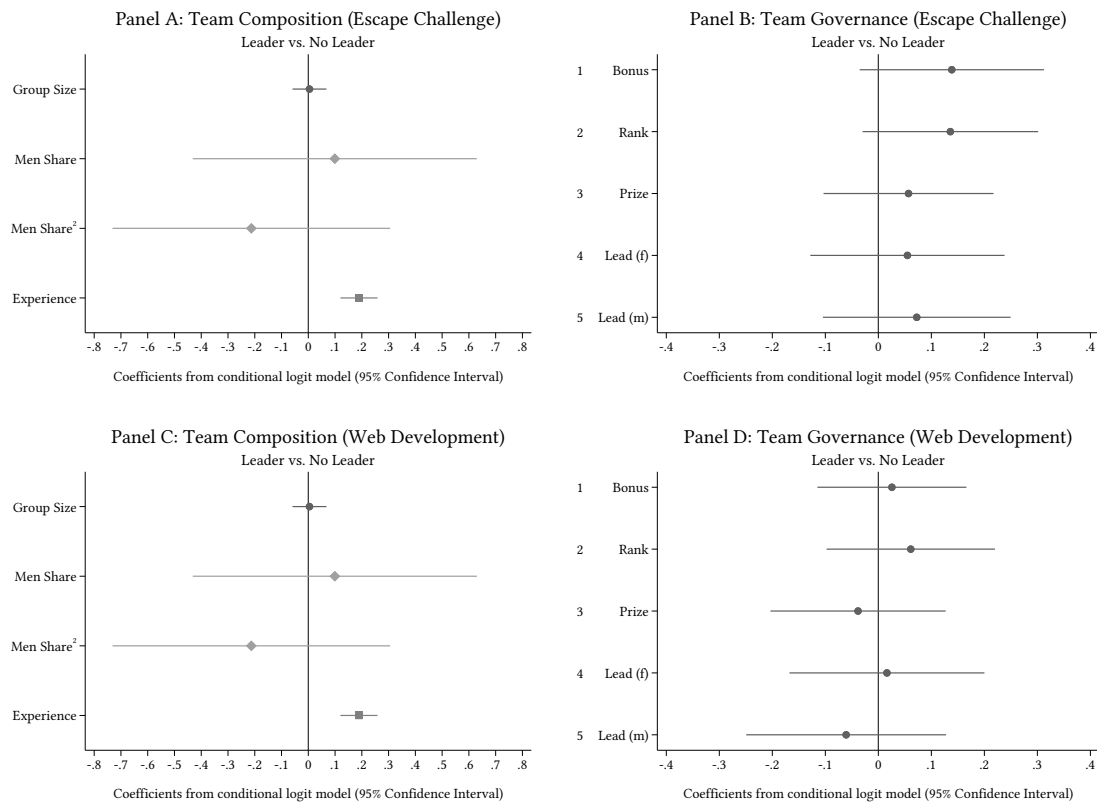 Panel A: Team Composition (Escape Challenge)
Leader vs. No Leader
Group Size
Men Share
Men Share²
Experience
-.8 -.7 -.6 -.5 -.4 -.3 -.2 -.1 0 .1 .2 .3 .4 .5 .6 .7 .8
Coefficients from conditional logit model (95% Confidence Interval)
Panel B: Team Governance (Escape Challenge)
Leader vs. No Leader
1 Bonus
2 Rank
3 Prize
4 Lead (f)
5 Lead (m)
-.4 -.3 -.2 -.1 0 .1 .2 .3 .4
Coefficients from conditional logit model (95% Confidence Interval)
Panel C: Team Composition (Web Development)
Leader vs. No Leader
Group Size
Men Share
Men Share²
Experience
-.8 -.7 -.6 -.5 -.4 -.3 -.2 -.1 0 .1 .2 .3 .4 .5 .6 .7 .8
Coefficients from conditional logit model (95% Confidence Interval)
Panel D: Team Governance (Web Development)
Leader vs. No Leader
1 Bonus
2 Rank
3 Prize
4 Lead (f)
5 Lead (m)
-.4 -.3 -.2 -.1 0 .1 .2 .3 .4
Coefficients from conditional logit model (95% Confidence Interval)